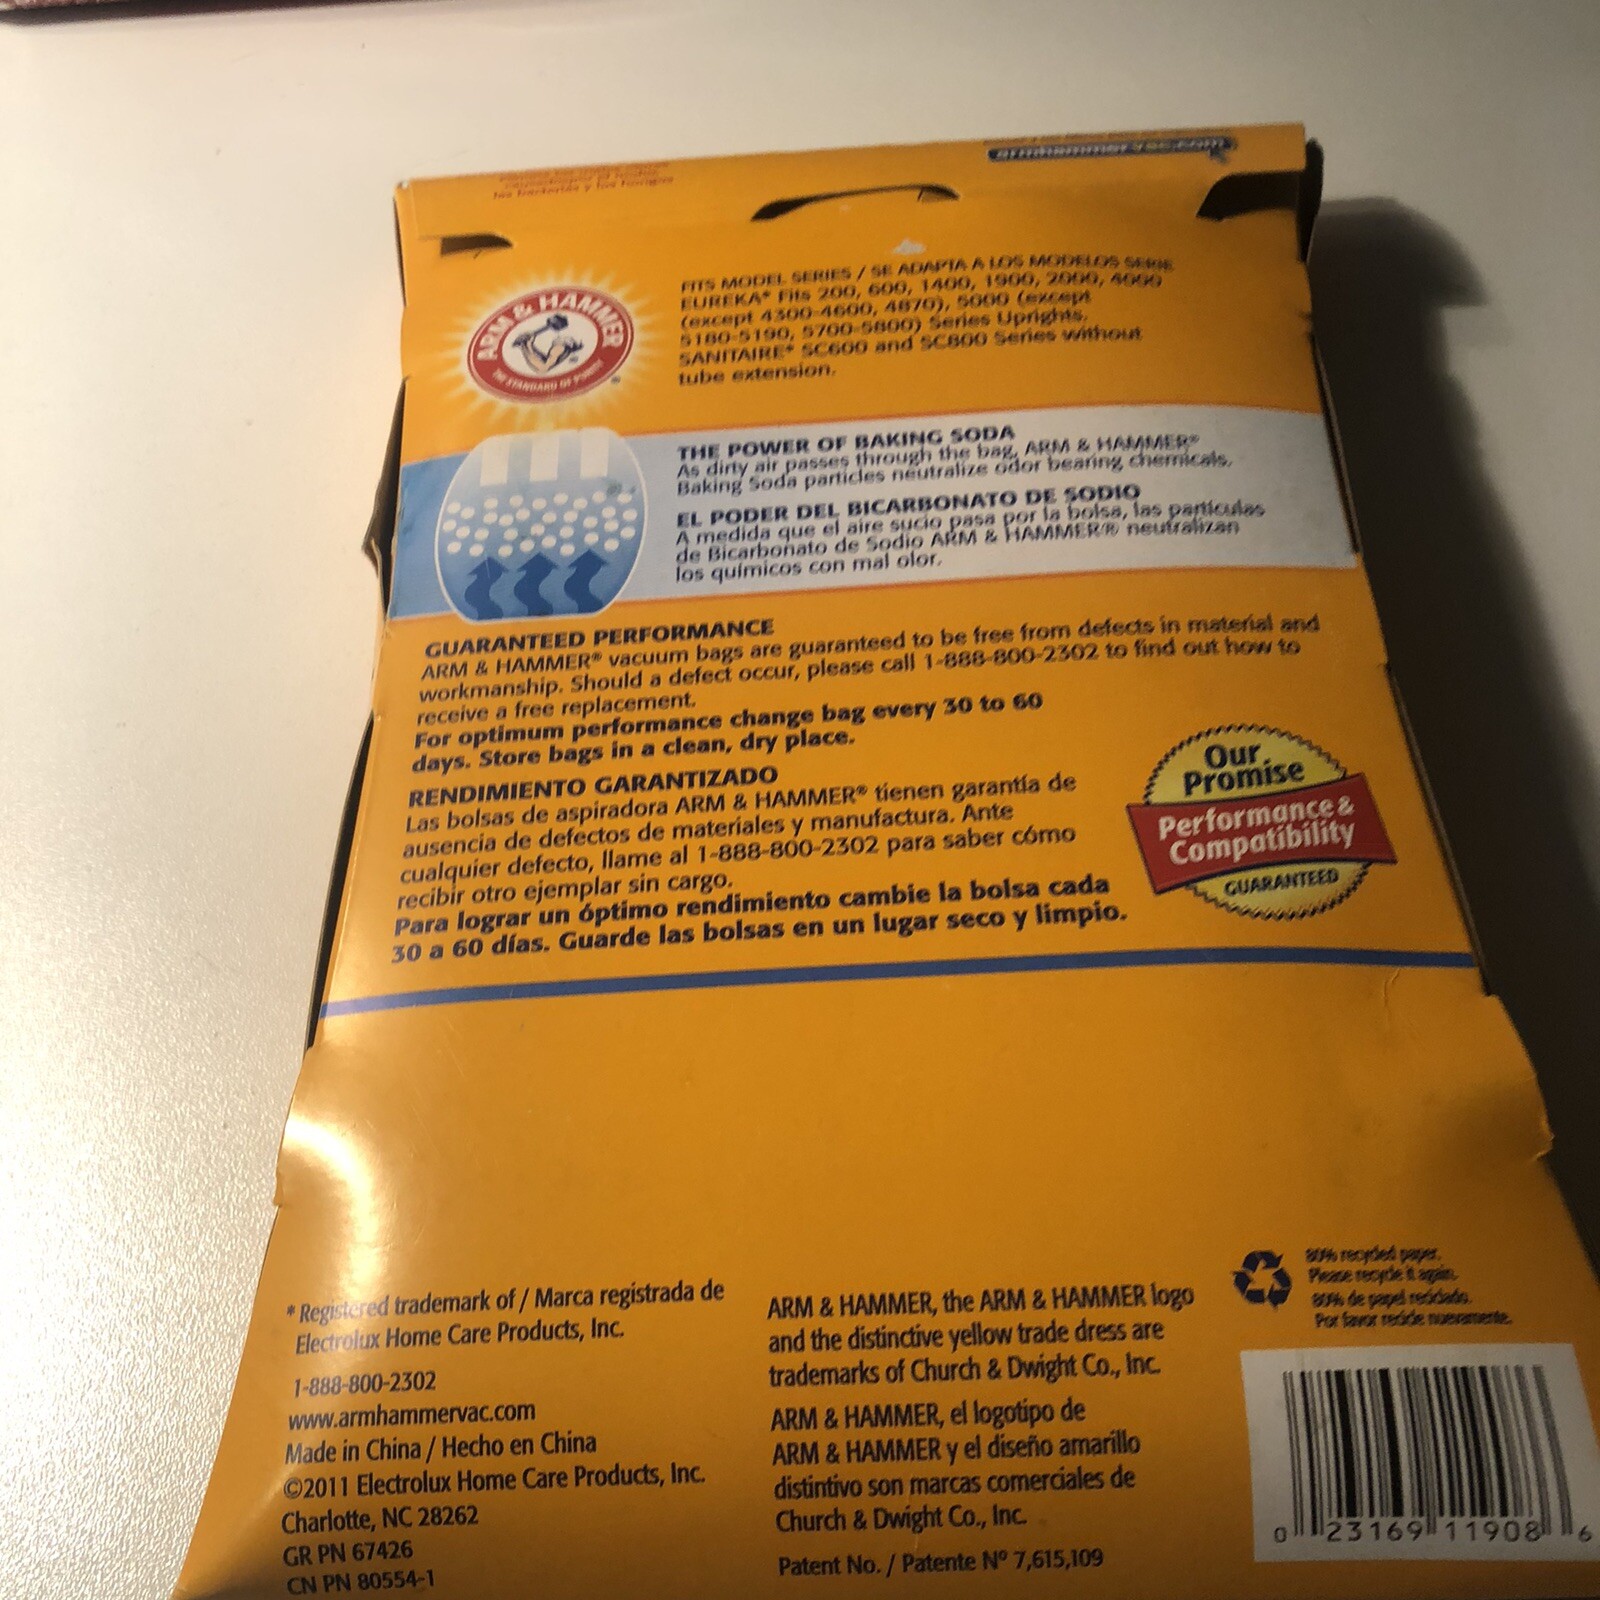 armhammervac.com
las bacterias y los hongos
ARM & HAMMER
THE STANDARD OF PURITY
FITS MODEL SERIES / SE ADAPTA A LOS MODELOS SERIE
EUREKA* Fits 200, 600, 1400, 1900, 2000, 4000
(except 4300-4600, 4870), 5000 (except
5180-5190, 5700-5800) Series Uprights.
SANITAIRE* SC600 and SC800 Series without
tube extension.
THE POWER OF BAKING SODA
As dirty air passes through the bag, ARM & HAMMER®
Baking Soda particles neutralize odor bearing chemicals.
EL PODER DEL BICARBONATO DE SODIO
A medida que el aire sucio pasa por la bolsa, las partículas
de Bicarbonato de Sodio ARM & HAMMER® neutralizan
los químicos con mal olor.
GUARANTEED PERFORMANCE
ARM & HAMMER® vacuum bags are guaranteed to be free from defects in material and
workmanship. Should a defect occur, please call 1-888-800-2302 to find out how to
receive a free replacement.
For optimum performance change bag every 30 to 60
days. Store bags in a clean, dry place.
RENDIMIENTO GARANTIZADO
Las bolsas de aspiradora ARM & HAMMER® tienen garantía de
ausencia de defectos de materiales y manufactura. Ante
cualquier defecto, llame al 1-888-800-2302 para saber cómo
recibir otro ejemplar sin cargo.
Para lograr un óptimo rendimiento cambie la bolsa cada
30 a 60 días. Guarde las bolsas en un lugar seco y limpio.
Our
Promise
Performance &
Compatibility
GUARANTEED
* Registered trademark of / Marca registrada de
Electrolux Home Care Products, Inc.
1-888-800-2302
www.armhammervac.com
Made in China / Hecho en China
©2011 Electrolux Home Care Products, Inc.
Charlotte, NC 28262
GR PN 67426
CN PN 80554-1
ARM & HAMMER, the ARM & HAMMER logo
and the distinctive yellow trade dress are
trademarks of Church & Dwight Co., Inc.
ARM & HAMMER, el logotipo de
ARM & HAMMER y el diseño amarillo
distintivo son marcas comerciales de
Church & Dwight Co., Inc.
Patent No. / Patente Nº 7,615,109
80% recycled paper.
Please recycle it again.
80% de papel reciclado.
Por favor recicle nuevamente.
0 23169 11908 6